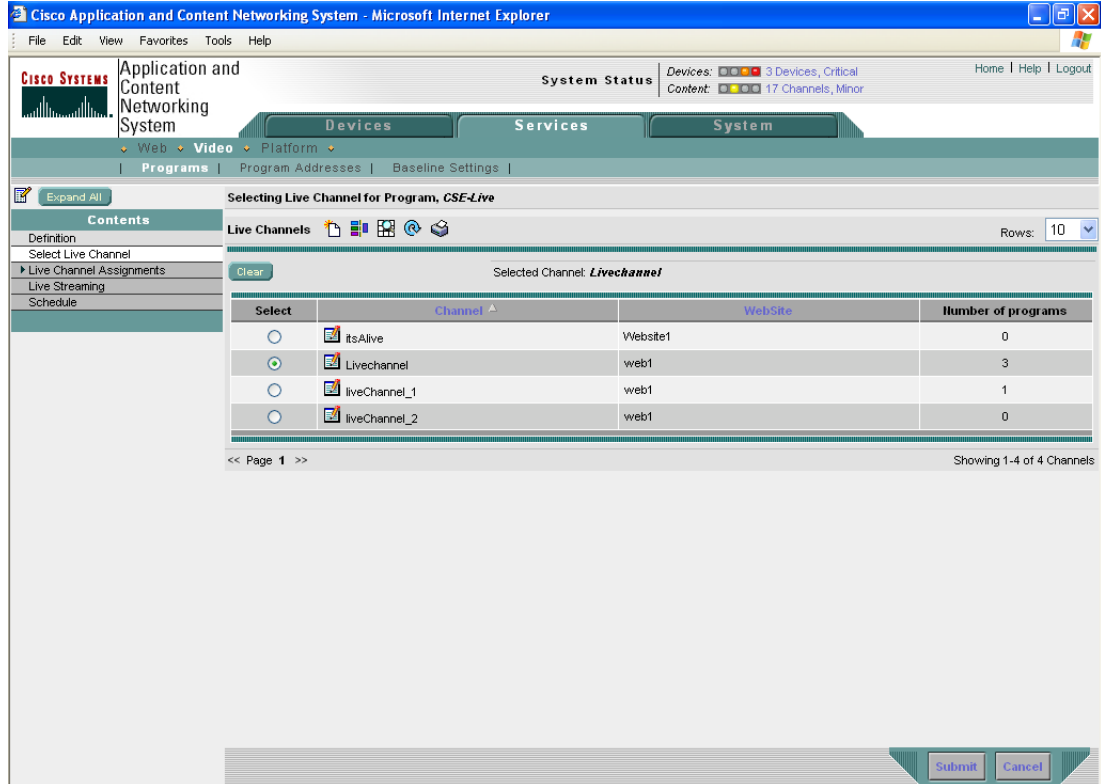 Cisco Application and Content Networking System - Microsoft Internet Explorer
File Edit View Favorites Tools Help
CISCO SYSTEMS
Application and
Content
Networking
System
System Status
Devices: 3 Devices, Critical
Content: 17 Channels, Minor
Home | Help | Logout
Devices Services System
Web Video Platform
| Programs | Program Addresses | Baseline Settings |
Expand All
Contents
Definition
Select Live Channel
Live Channel Assignments
Live Streaming
Schedule
Selecting Live Channel for Program, CSE-Live
Live Channels
Rows: 10
Clear
Selected Channel: Livechannel
Select Channel WebSite Number of programs
itsAlive Website1 0
Livechannel web1 3
liveChannel_1 web1 1
liveChannel_2 web1 0
<< Page 1 >>
Showing 1-4 of 4 Channels
Submit Cancel